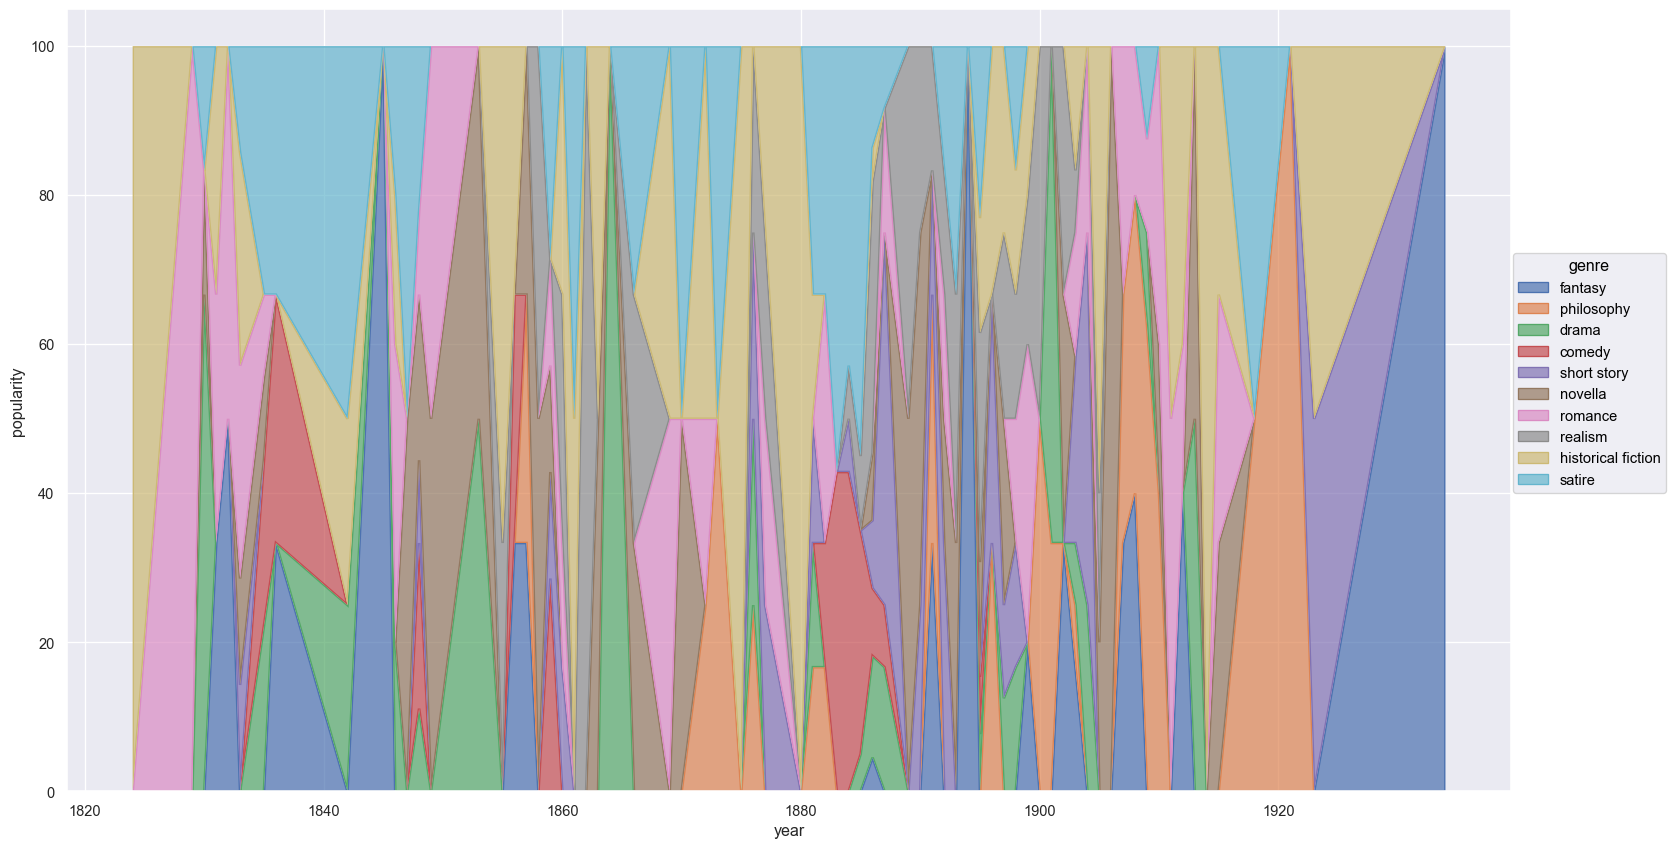 100
80
60
40
20
0
popularity
1820
1840
1860
1880
1900
1920
year
genre
fantasy
philosophy
drama
comedy
short story
novella
romance
realism
historical fiction
satire